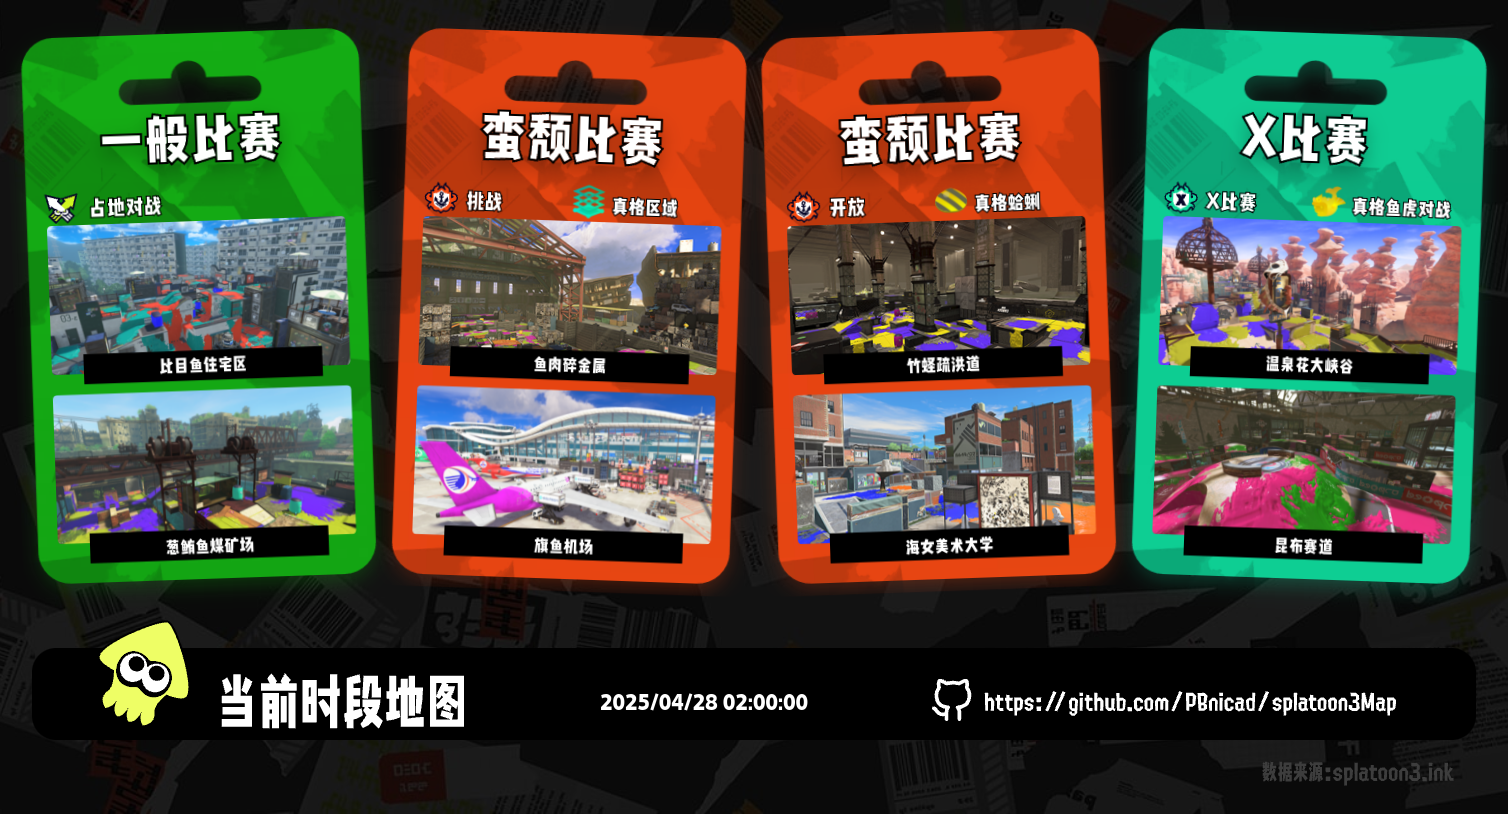 一般比赛
占地对战
比目鱼住宅区
葱鲔鱼煤矿场
蛮颓比赛
挑战
真格区域
鱼肉碎金属
旗鱼机场
蛮颓比赛
开放
真格蛤蜊
竹蛏疏洪道
海女美术大学
X比赛
X比赛
真格鱼虎对战
温泉花大峡谷
昆布赛道
当前时段地图
2025/04/28 02:00:00
https://github.com/PBnicad/splatoon3Map
数据来源:splatoon3.ink